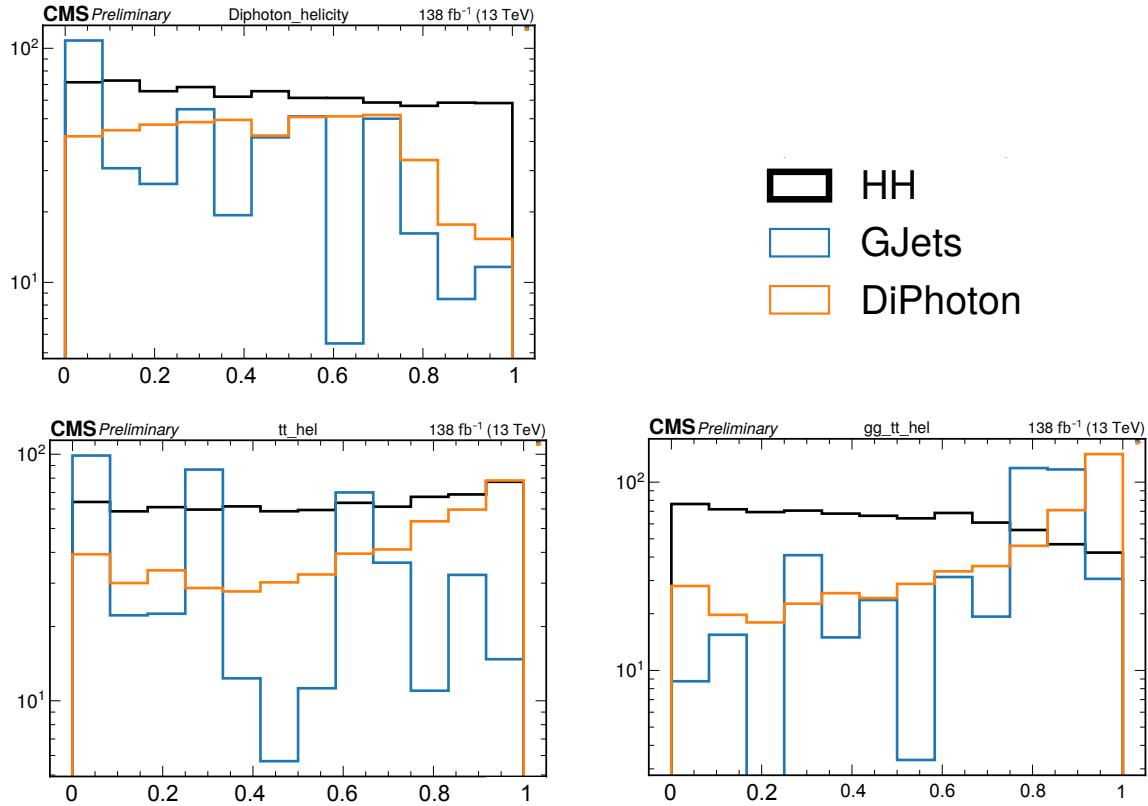 CMS Preliminary Diphoton_helicity 138 fb⁻¹ (13 TeV)
10²
10¹
0 0.2 0.4 0.6 0.8 1
HH
GJets
DiPhoton
CMS Preliminary tt_hel 138 fb⁻¹ (13 TeV)
10²
10¹
0 0.2 0.4 0.6 0.8 1
CMS Preliminary gg_tt_hel 138 fb⁻¹ (13 TeV)
10²
10¹
0 0.2 0.4 0.6 0.8 1